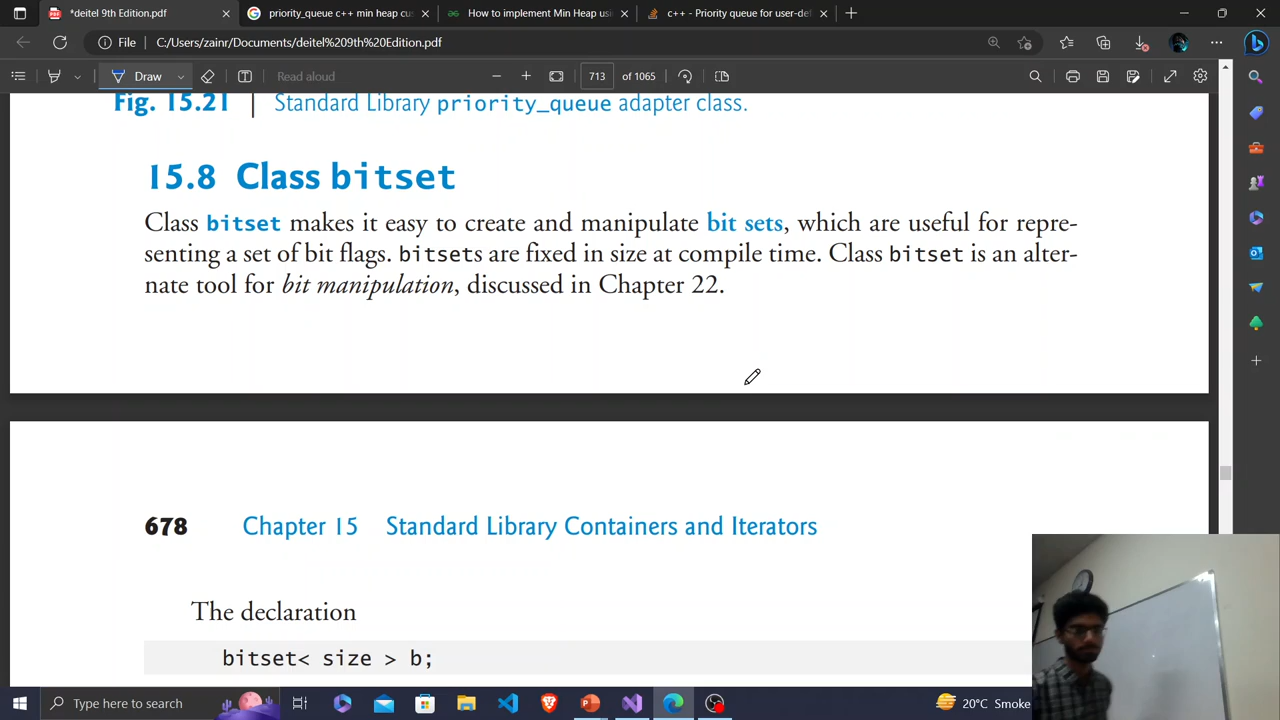 *deitel 9th Edition.pdf
priority_queue c++ min heap cus
How to implement Min Heap usi
c++ - Priority queue for user-def
File
C:/Users/zainr/Documents/deitel%209th%20Edition.pdf
Draw
Read aloud
713 of 1065
Fig. 15.21 | Standard Library priority_queue adapter class.
15.8 Class bitset
Class bitset makes it easy to create and manipulate bit sets, which are useful for repre-
senting a set of bit flags. bitsets are fixed in size at compile time. Class bitset is an alter-
nate tool for bit manipulation, discussed in Chapter 22.
678 Chapter 15 Standard Library Containers and Iterators
The declaration
bitset< size > b;
Type here to search
20°C Smoke